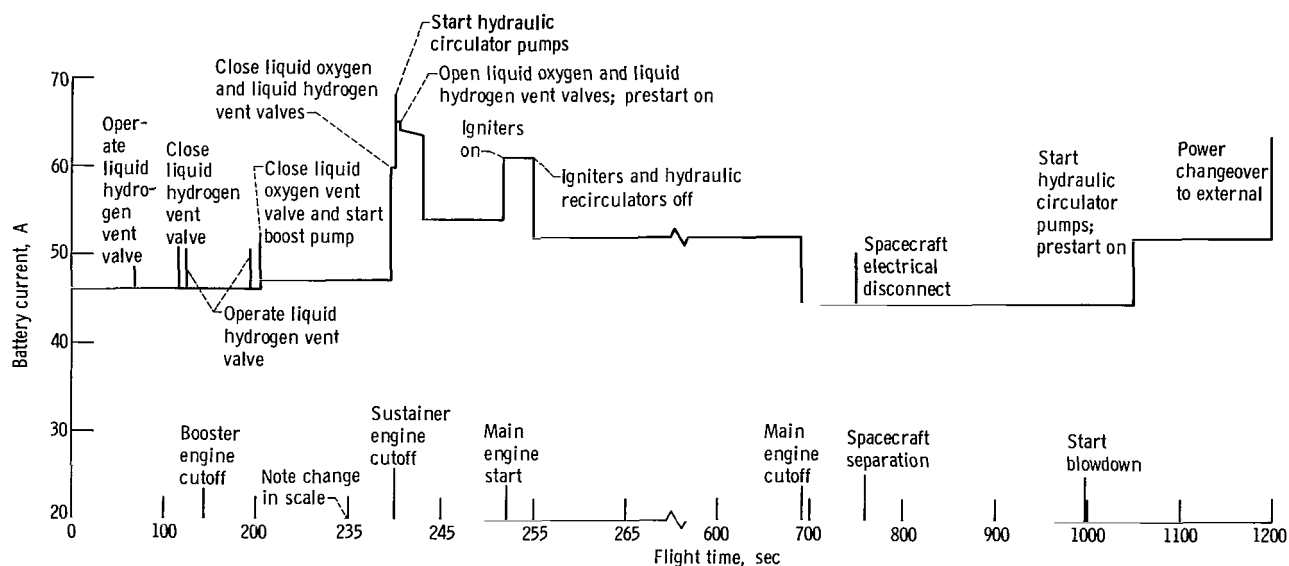 Start hydraulic
circulator pumps
Close liquid oxygen
and liquid hydrogen
vent valves
Open liquid oxygen and liquid
hydrogen vent valves; prestart on
Oper-
ate
liquid
hydro-
gen
vent
valve
Close
liquid
hydrogen
vent
valve
Close liquid
oxygen vent
valve and start
boost pump
Igniters
on
Igniters and hydraulic
recirculators off
Start
hydraulic
circulator
pumps;
prestart on
Power
changeover
to external
Spacecraft
electrical
disconnect
Operate liquid
hydrogen vent
valve
Battery current, A
70
60
50
40
30
20
Booster
engine
cutoff
Note change
in scale
Sustainer
engine
cutoff
Main
engine
start
Main
engine
cutoff
Spacecraft
separation
Start
blowdown
0 100 200 235 245 255 265 600 700 800 900 1000 1100 1200
Flight time, sec